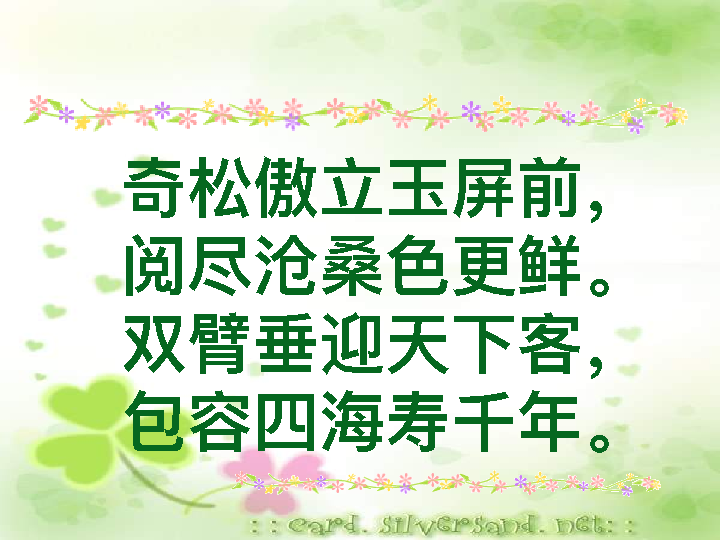 奇松傲立玉屏前，
阅尽沧桑色更鲜。
双臂垂迎天下客，
包容四海寿千年。
::card.silversand.net::